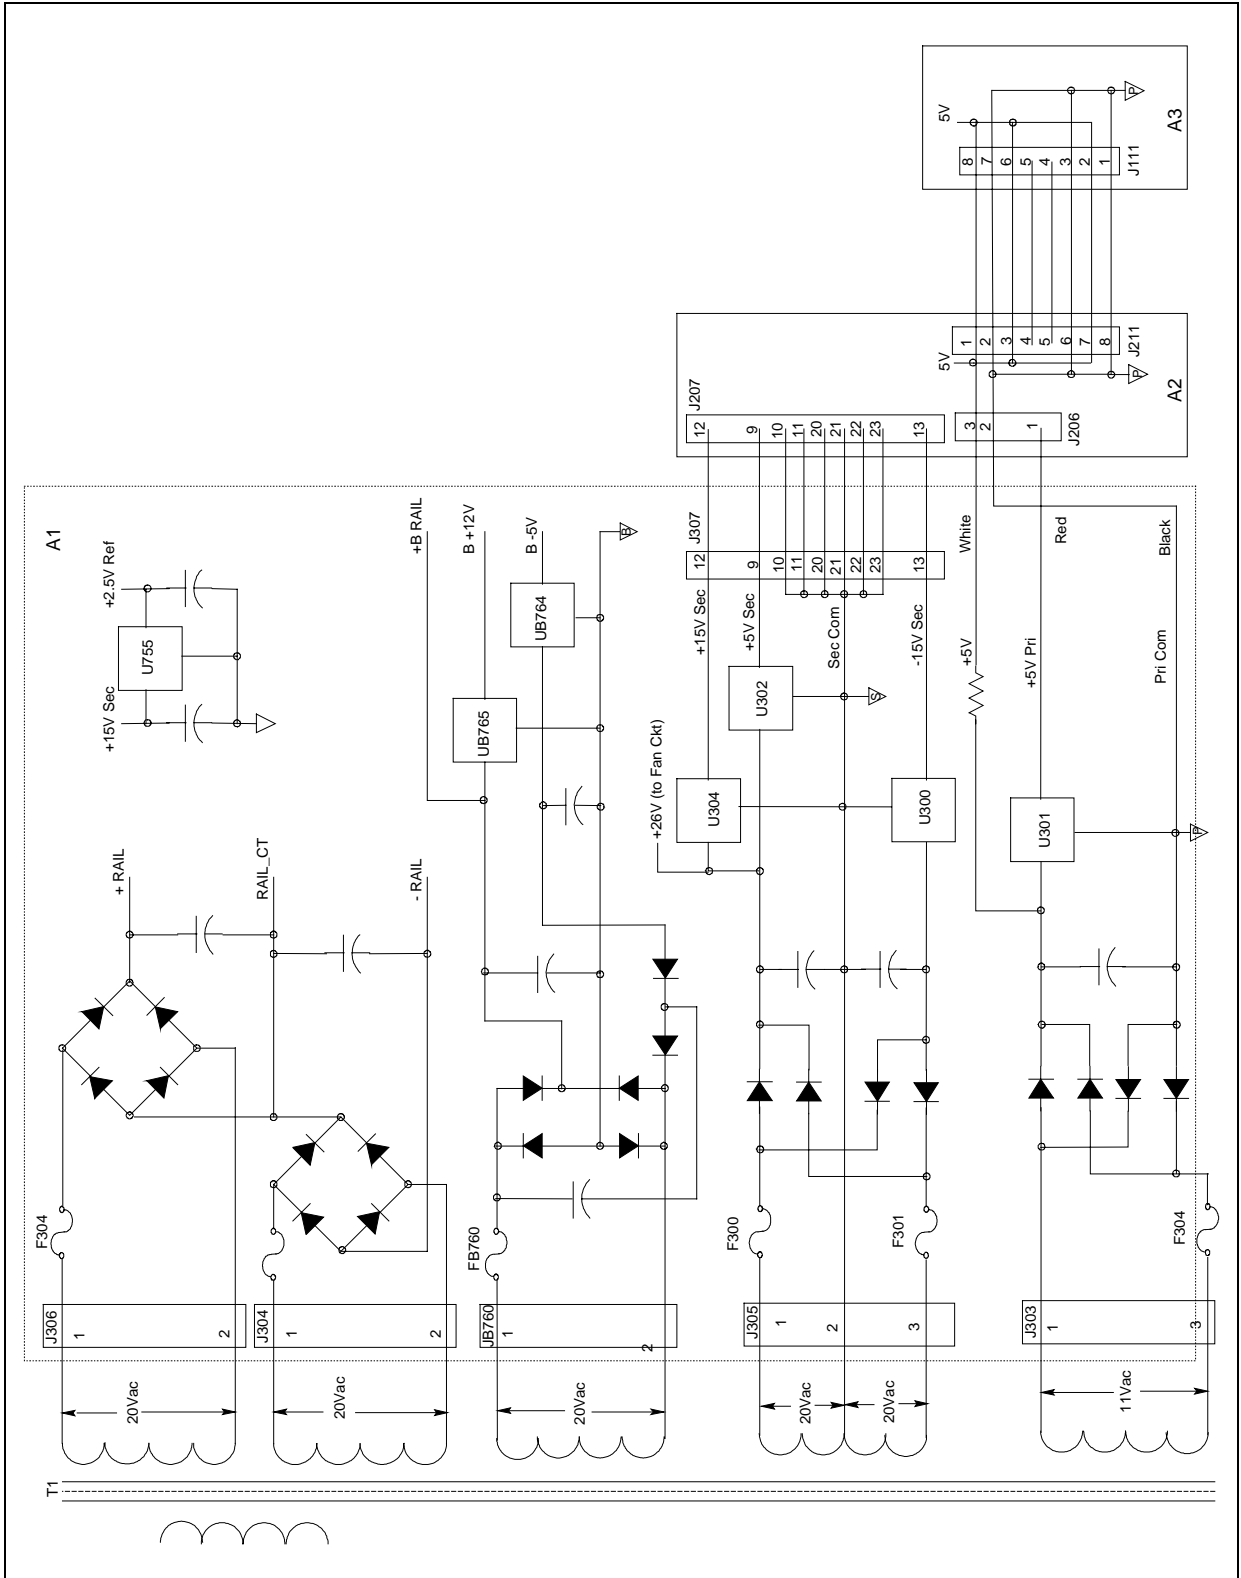 T1
20Vac
20Vac
20Vac
20Vac
20Vac
11Vac
J306
1
2
J304
1
2
JB760
1
2
J305
1
2
3
J303
1
3
F304
FB760
F300
F301
F304
+ RAIL
RAIL_CT
- RAIL
+15V Sec
U755
+2.5V Ref
A1
UB765
UB764
+B RAIL
B +12V
B -5V
B
+26V (to Fan Ckt)
U304
U302
U300
U301
+15V Sec
+5V Sec
Sec Com
S
-15V Sec
+5V
+5V Pri
Pri Com
P
J307
12
9
10
11
20
21
22
23
13
White
Red
Black
J207
12
9
10
11
20
21
22
23
13
J206
3
2
1
5V
J211
1
2
3
4
5
6
7
8
P
A2
5V
J111
8
7
6
5
4
3
2
1
P
A3